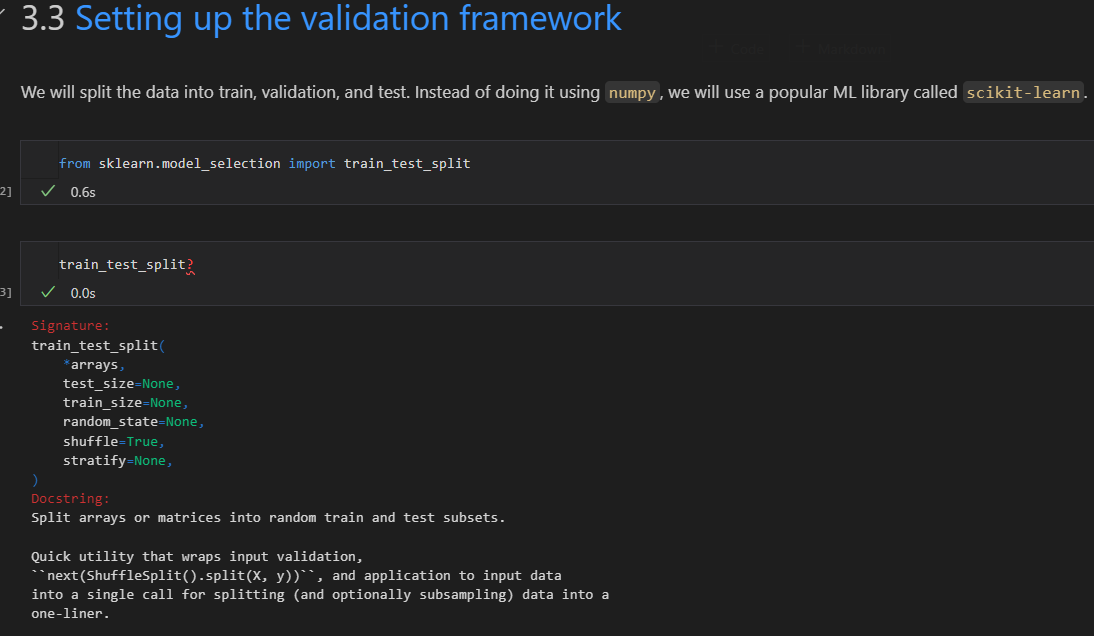 3.3 Setting up the validation framework
We will split the data into train, validation, and test. Instead of doing it using numpy, we will use a popular ML library called scikit-learn.
from sklearn.model_selection import train_test_split
2] ✓ 0.6s
train_test_split?
3] ✓ 0.0s
Signature:
train_test_split(
    *arrays,
    test_size=None,
    train_size=None,
    random_state=None,
    shuffle=True,
    stratify=None,
)
Docstring:
Split arrays or matrices into random train and test subsets.

Quick utility that wraps input validation,
``next(ShuffleSplit().split(X, y))``, and application to input data
into a single call for splitting (and optionally subsampling) data into a
one-liner.